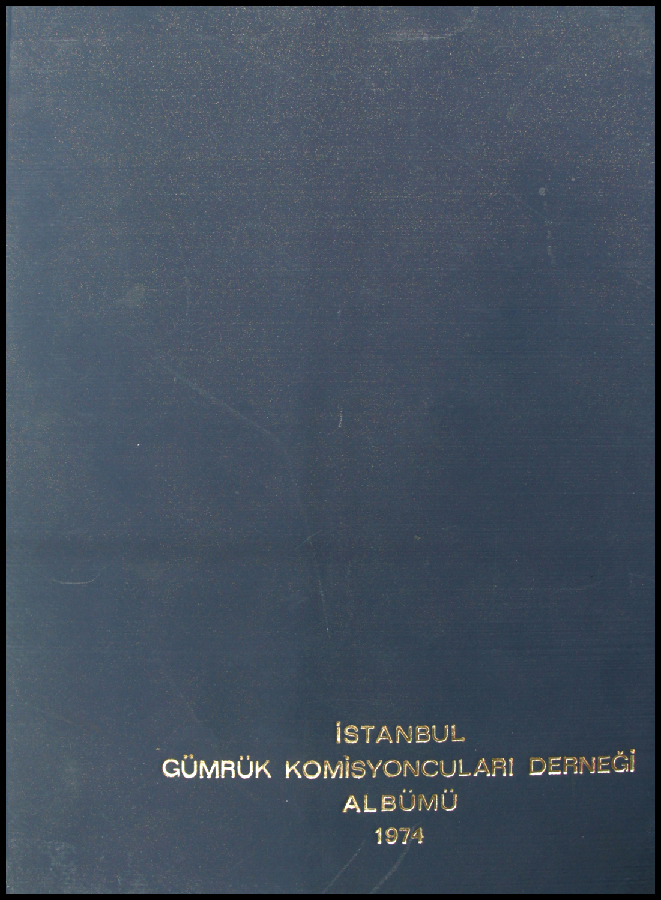 İSTANBUL
GÜMRÜK KOMİSYONCULARI DERNEĞİ
ALBÜMÜ
1974